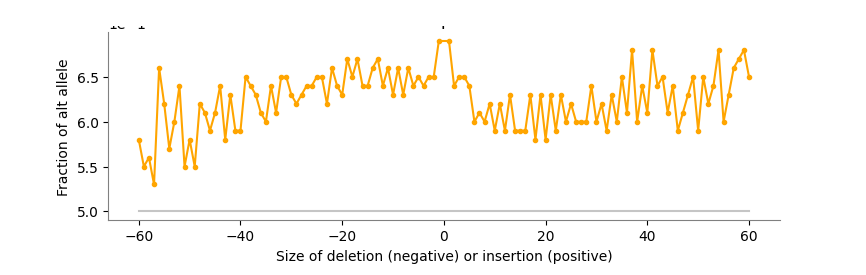 6.5
6.0
5.5
5.0
Fraction of alt allele
−60 −40 −20 0 20 40 60
Size of deletion (negative) or insertion (positive)